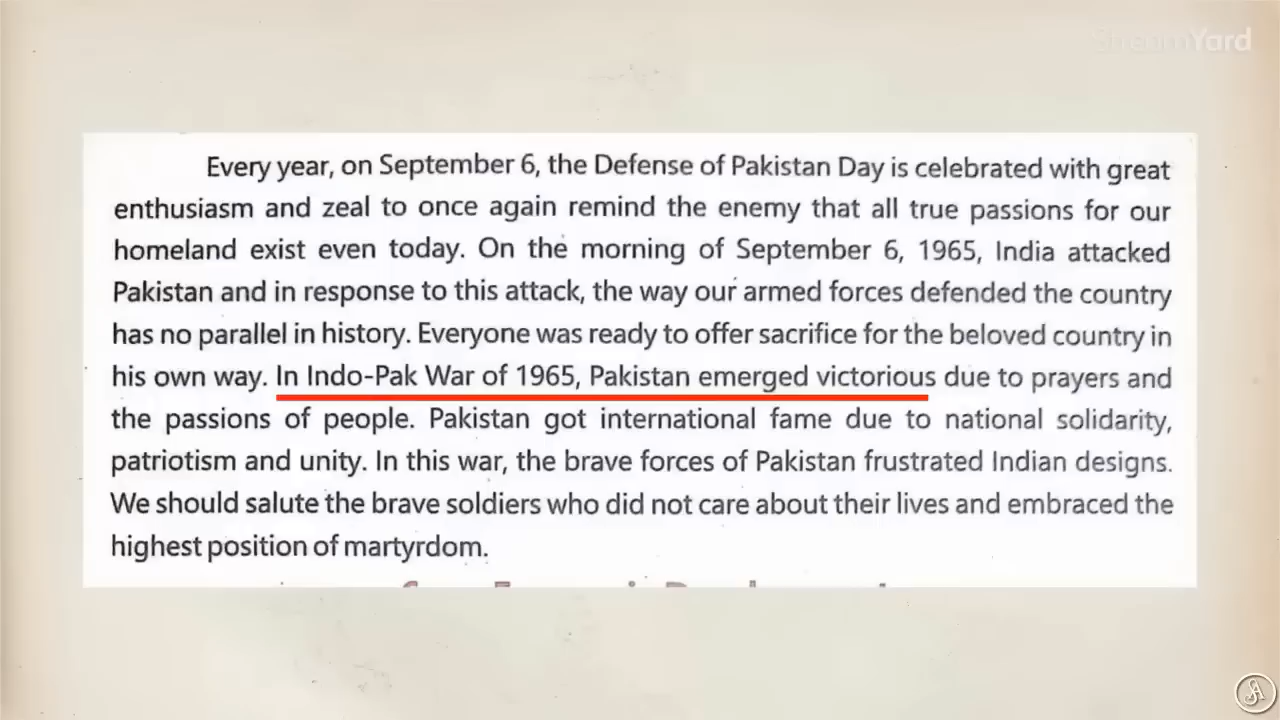 StreamYard
Every year, on September 6, the Defense of Pakistan Day is celebrated with great
enthusiasm and zeal to once again remind the enemy that all true passions for our
homeland exist even today. On the morning of September 6, 1965, India attacked
Pakistan and in response to this attack, the way our armed forces defended the country
has no parallel in history. Everyone was ready to offer sacrifice for the beloved country in
his own way. In Indo-Pak War of 1965, Pakistan emerged victorious due to prayers and
the passions of people. Pakistan got international fame due to national solidarity,
patriotism and unity. In this war, the brave forces of Pakistan frustrated Indian designs.
We should salute the brave soldiers who did not care about their lives and embraced the
highest position of martyrdom.